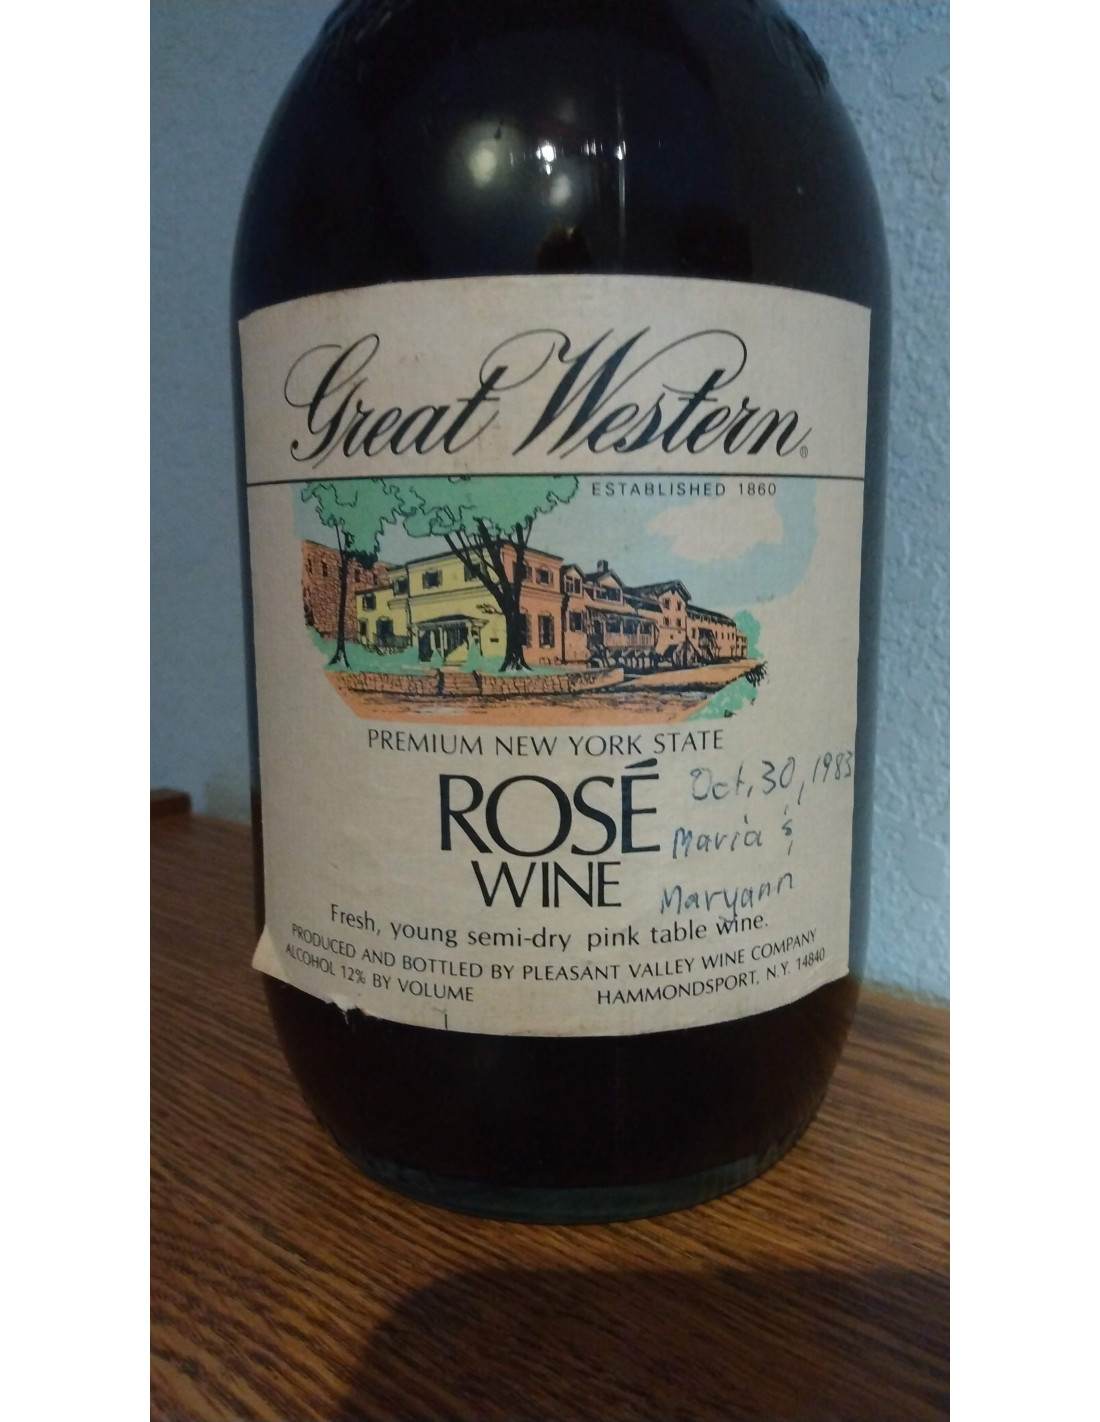 Great Western®
ESTABLISHED 1860
PREMIUM NEW YORK STATE
ROSÉ
WINE
Oct, 30, 1983
Maria &
Maryann
Fresh, young semi-dry pink table wine.
PRODUCED AND BOTTLED BY PLEASANT VALLEY WINE COMPANY
ALCOHOL 12% BY VOLUME HAMMONDSPORT, N.Y. 14840